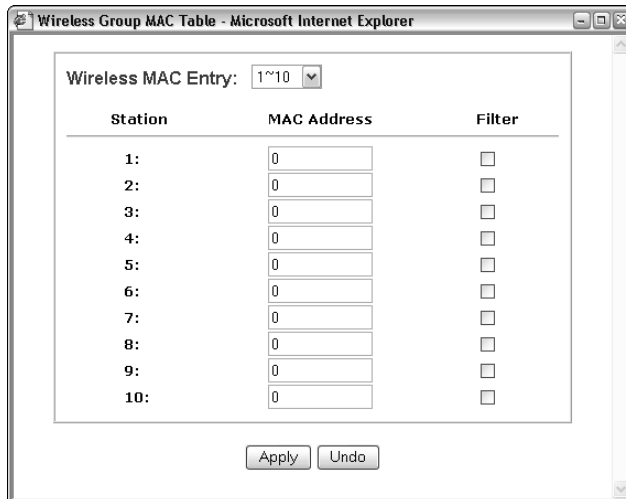 Wireless Group MAC Table - Microsoft Internet Explorer
Wireless MAC Entry: 1~10
Station MAC Address Filter
1: 0
2: 0
3: 0
4: 0
5: 0
6: 0
7: 0
8: 0
9: 0
10: 0
Apply Undo